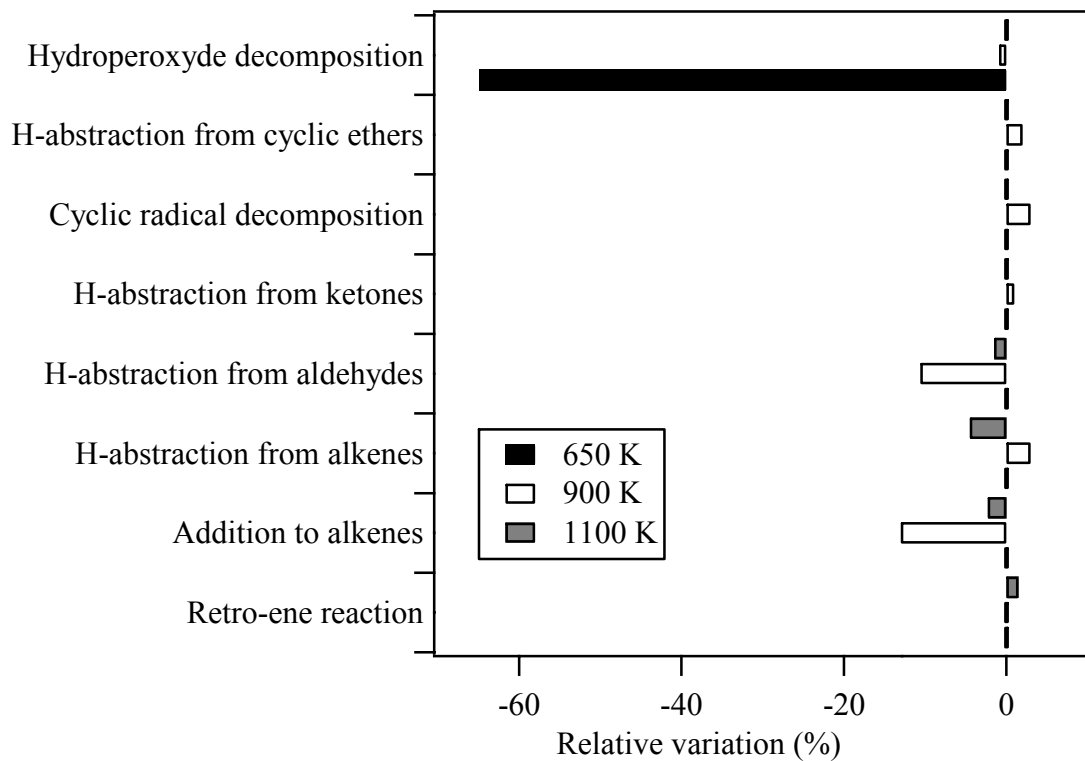 Hydroperoxyde decomposition
H-abstraction from cyclic ethers
Cyclic radical decomposition
H-abstraction from ketones
H-abstraction from aldehydes
H-abstraction from alkenes
Addition to alkenes
Retro-ene reaction
650 K
900 K
1100 K
-60 -40 -20 0
Relative variation (%)